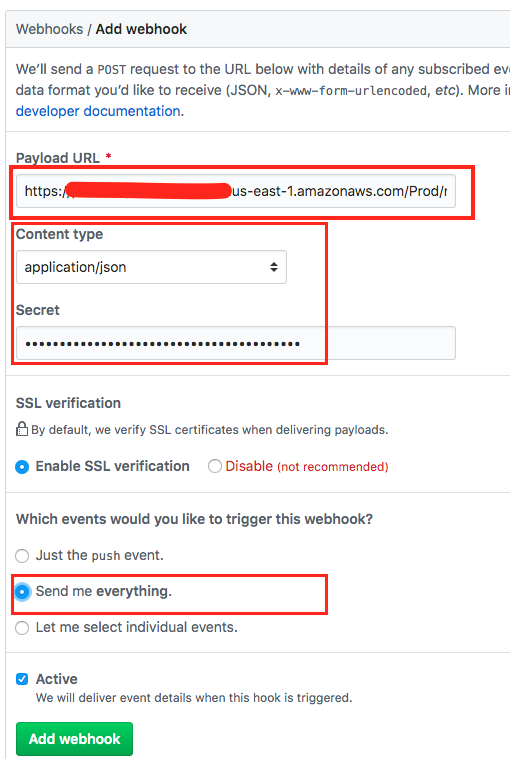 Webhooks / Add webhook
We'll send a POST request to the URL below with details of any subscribed
data format you'd like to receive (JSON, x-www-form-urlencoded, etc). More
developer documentation.
Payload URL *
https:/ us-east-1.amazonaws.com/Prod/
Content type
application/json
Secret
••••••••••••••••••••••••••••••••••••••••
SSL verification
By default, we verify SSL certificates when delivering payloads.
Enable SSL verification Disable (not recommended)
Which events would you like to trigger this webhook?
Just the push event.
Send me everything.
Let me select individual events.
Active
We will deliver event details when this hook is triggered.
Add webhook